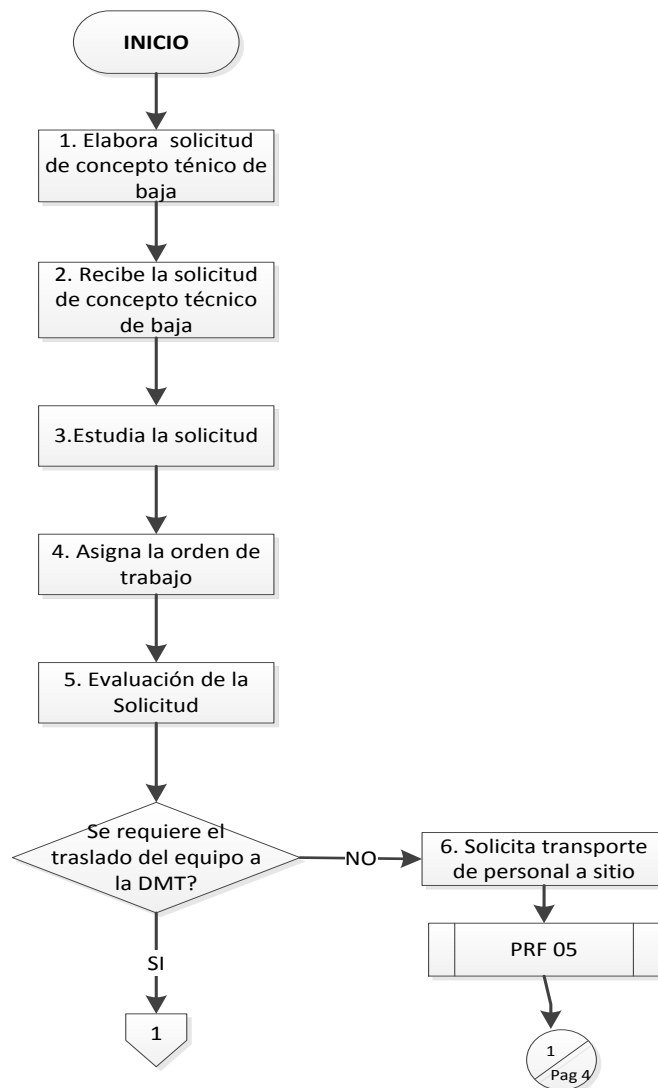 INICIO
1. Elabora solicitud
de concepto ténico de
baja
2. Recibe la solicitud
de concepto técnico
de baja
3.Estudia la solicitud
4. Asigna la orden de
trabajo
5. Evaluación de la
Solicitud
Se requiere el
traslado del equipo a
la DMT?
NO
6. Solicita transporte
de personal a sitio
PRF 05
SI
1
1
Pag 4